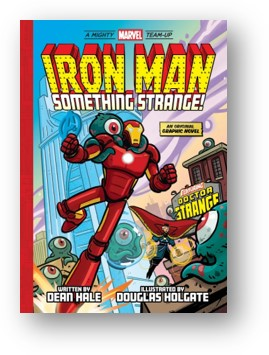 A MIGHTY MARVEL TEAM-UP
IRON MAN
SOMETHING STRANGE!
AN ORIGINAL
GRAPHIC NOVEL
DOCTOR
STRANGE
WRITTEN BY
DEAN HALE
ILLUSTRATED BY
DOUGLAS HOLGATE